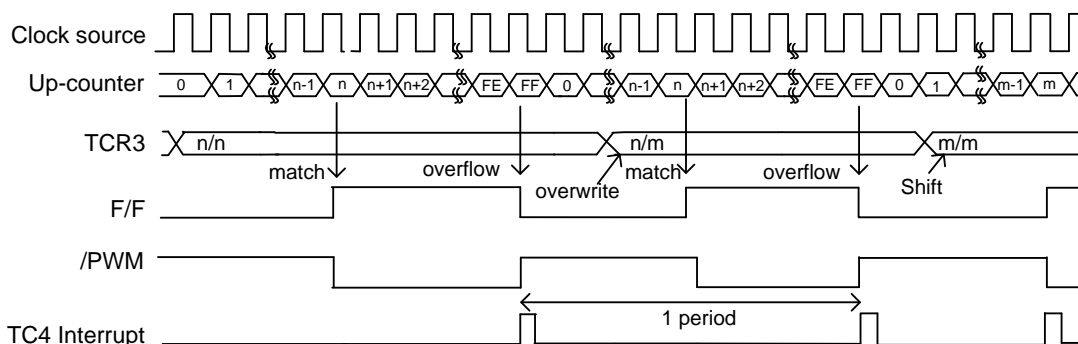 Clock source
Up-counter 0 1 n-1 n n+1 n+2 FE FF 0 n-1 n n+1 n+2 FE FF 0 1 m-1 m
TCR3 n/n n/m m/m
match overflow overwrite match overflow Shift
F/F
/PWM
1 period
TC4 Interrupt